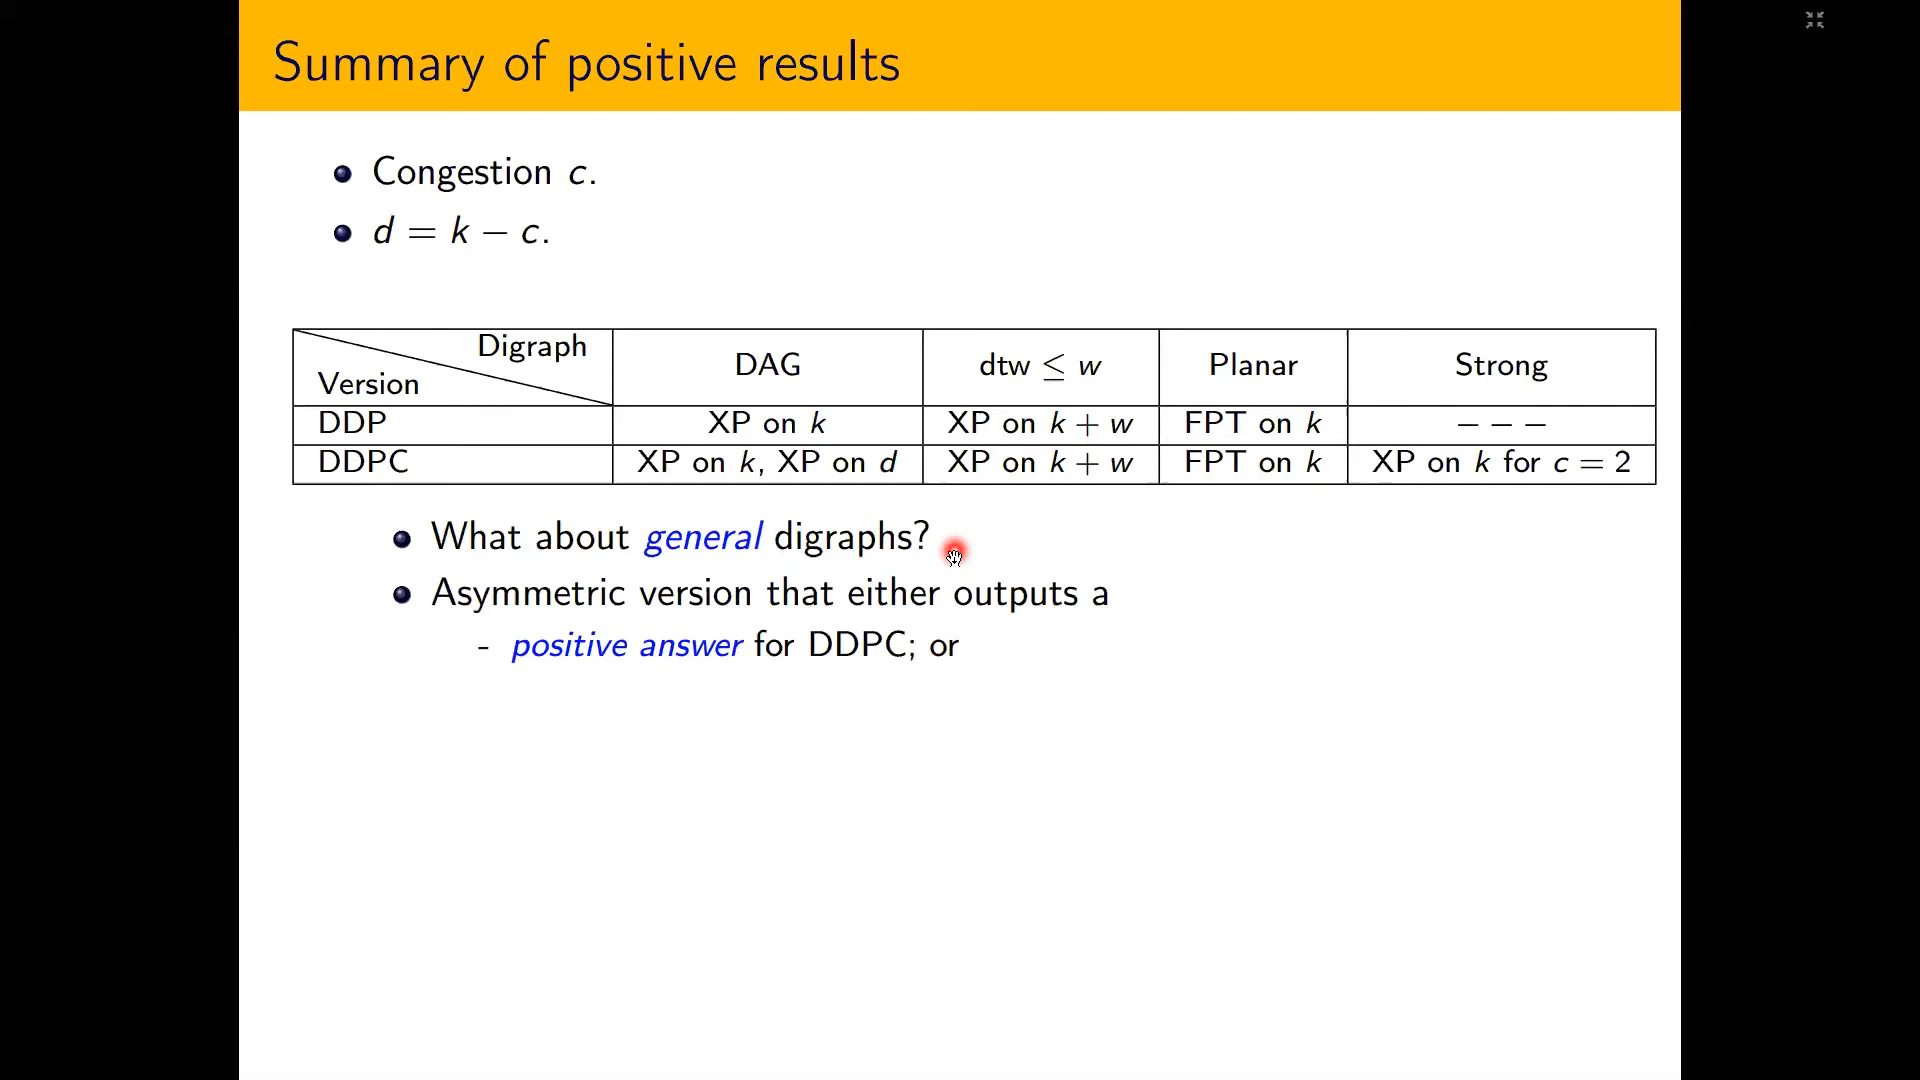 Summary of positive results
Congestion c.
d = k − c.
Digraph
Version
DAG
dtw ≤ w
Planar
Strong
DDP
XP on k
XP on k + w
FPT on k
− − −
DDPC
XP on k, XP on d
XP on k + w
FPT on k
XP on k for c = 2
What about general digraphs?
Asymmetric version that either outputs a
- positive answer for DDPC; or